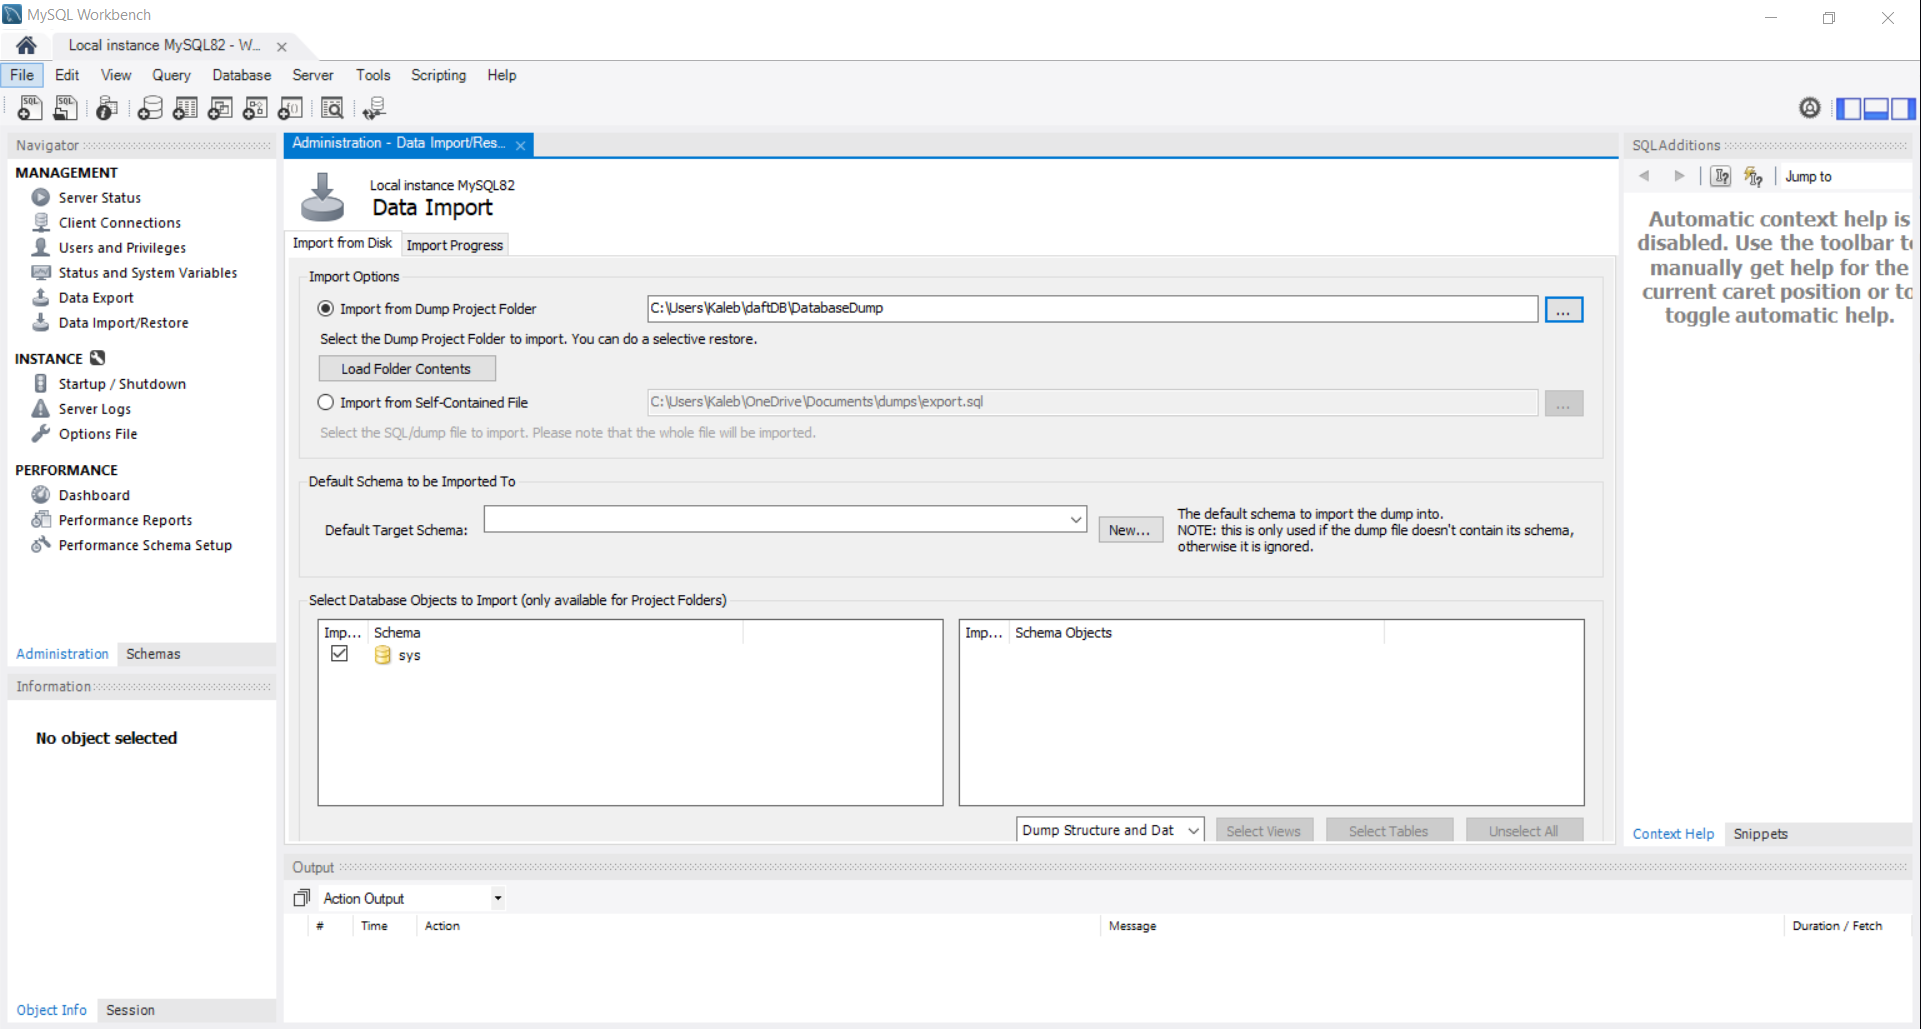 MySQL Workbench
Local instance MySQL82 - W...
File Edit View Query Database Server Tools Scripting Help
Navigator
MANAGEMENT
Server Status
Client Connections
Users and Privileges
Status and System Variables
Data Export
Data Import/Restore
INSTANCE
Startup / Shutdown
Server Logs
Options File
PERFORMANCE
Dashboard
Performance Reports
Performance Schema Setup
Administration Schemas
Information
No object selected
Object Info Session
Administration - Data Import/Res...
Local instance MySQL82
Data Import
Import from Disk Import Progress
Import Options
Import from Dump Project Folder C:\Users\Kaleb\daftDB\DatabaseDump ...
Select the Dump Project Folder to import. You can do a selective restore.
Load Folder Contents
Import from Self-Contained File C:\Users\Kaleb\OneDrive\Documents\dumps\export.sql ...
Select the SQL/dump file to import. Please note that the whole file will be imported.
Default Schema to be Imported To
Default Target Schema: New...
The default schema to import the dump into.
NOTE: this is only used if the dump file doesn't contain its schema,
otherwise it is ignored.
Select Database Objects to Import (only available for Project Folders)
Imp... Schema
sys
Imp... Schema Objects
Dump Structure and Dat Select Views Select Tables Unselect All
Output
Action Output
# Time Action Message Duration / Fetch
SQLAdditions
Jump to
Automatic context help is
disabled. Use the toolbar to
manually get help for the
current caret position or to
toggle automatic help.
Context Help Snippets